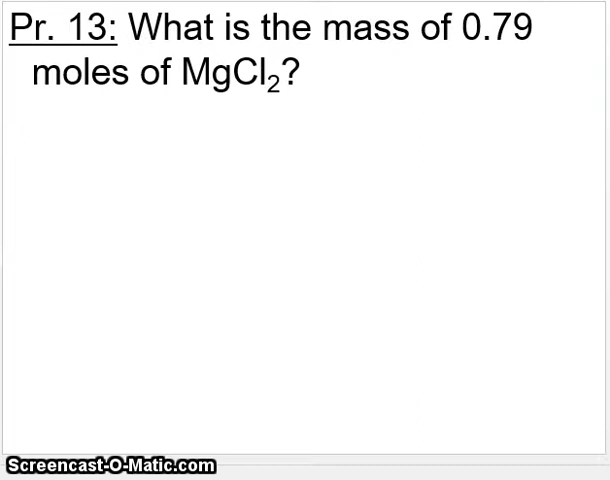 Pr. 13: What is the mass of 0.79
moles of MgCl₂?
Screencast-O-Matic.com